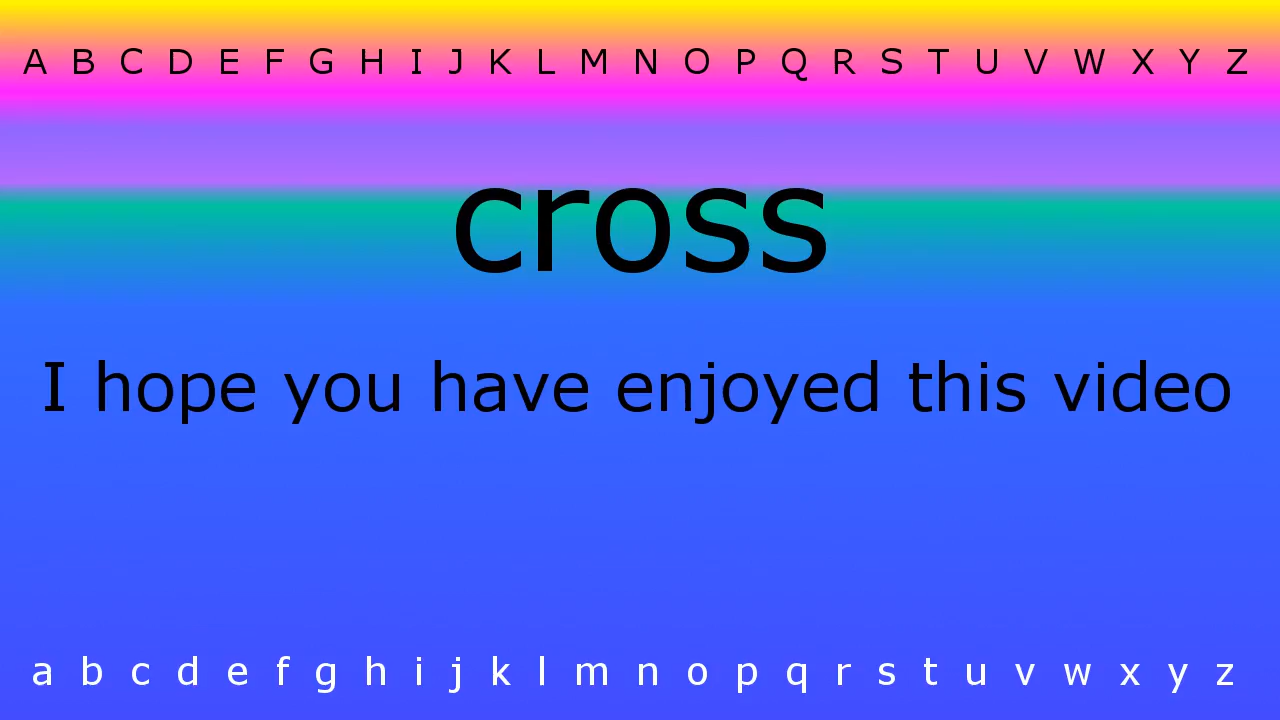 A B C D E F G H I J K L M N O P Q R S T U V W X Y Z
cross
I hope you have enjoyed this video
a b c d e f g h i j k l m n o p q r s t u v w x y z